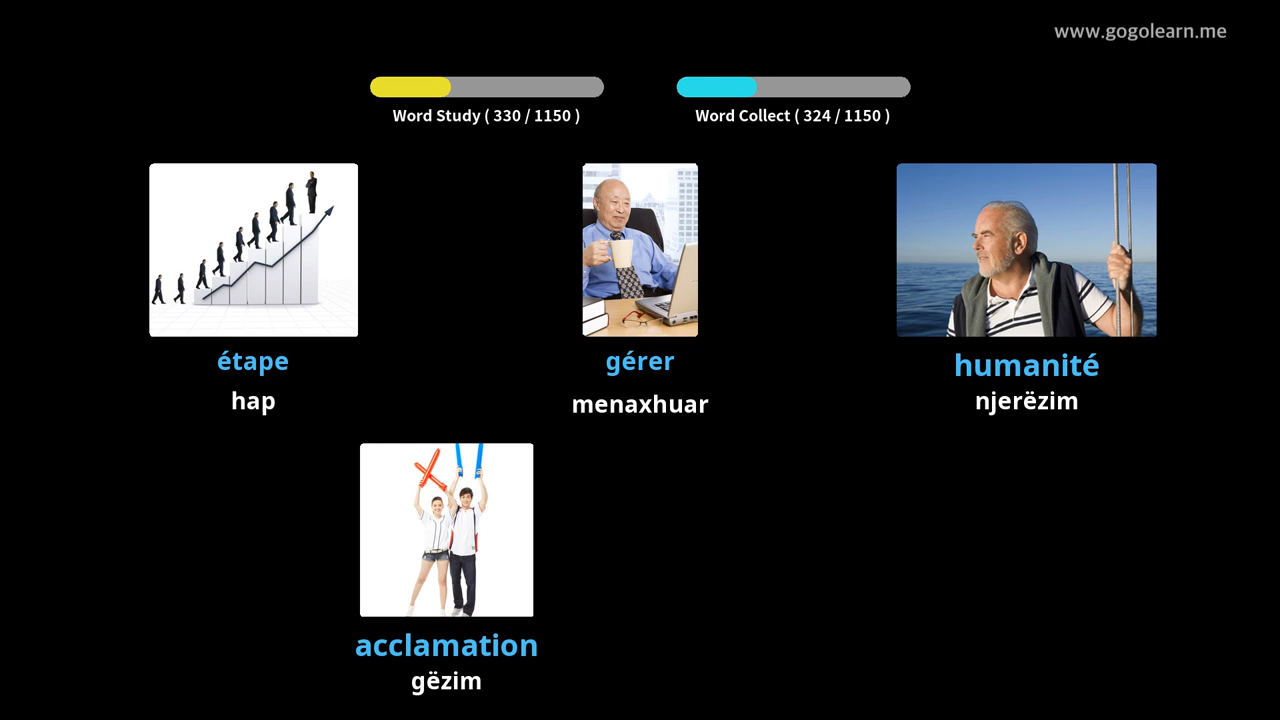 www.gogolearn.me
Word Study ( 330 / 1150 )
Word Collect ( 324 / 1150 )
étape
hap
gérer
menaxhuar
humanité
njerëzim
acclamation
gëzim